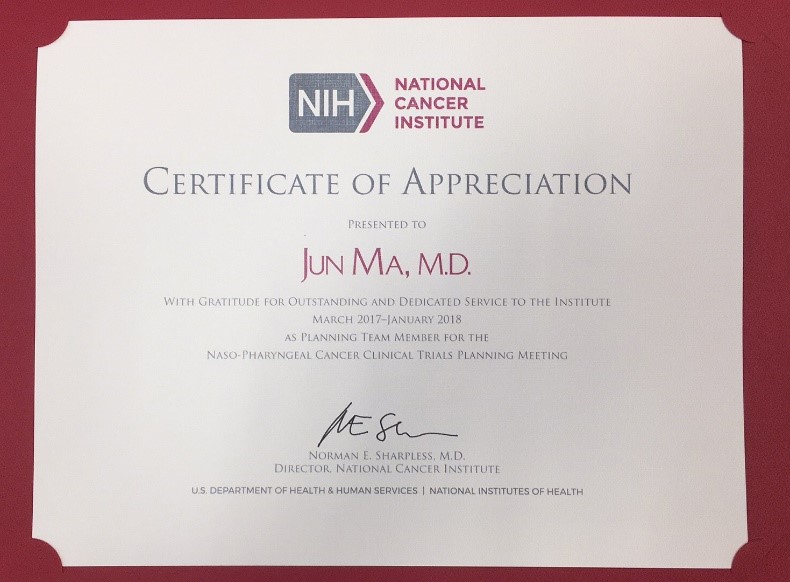 NIH NATIONAL
CANCER
INSTITUTE
CERTIFICATE OF APPRECIATION
PRESENTED TO
JUN MA, M.D.
WITH GRATITUDE FOR OUTSTANDING AND DEDICATED SERVICE TO THE INSTITUTE
MARCH 2017–JANUARY 2018
AS PLANNING TEAM MEMBER FOR THE
NASO-PHARYNGEAL CANCER CLINICAL TRIALS PLANNING MEETING
NORMAN E. SHARPLESS, M.D.
DIRECTOR, NATIONAL CANCER INSTITUTE
U.S. DEPARTMENT OF HEALTH & HUMAN SERVICES | NATIONAL INSTITUTES OF HEALTH